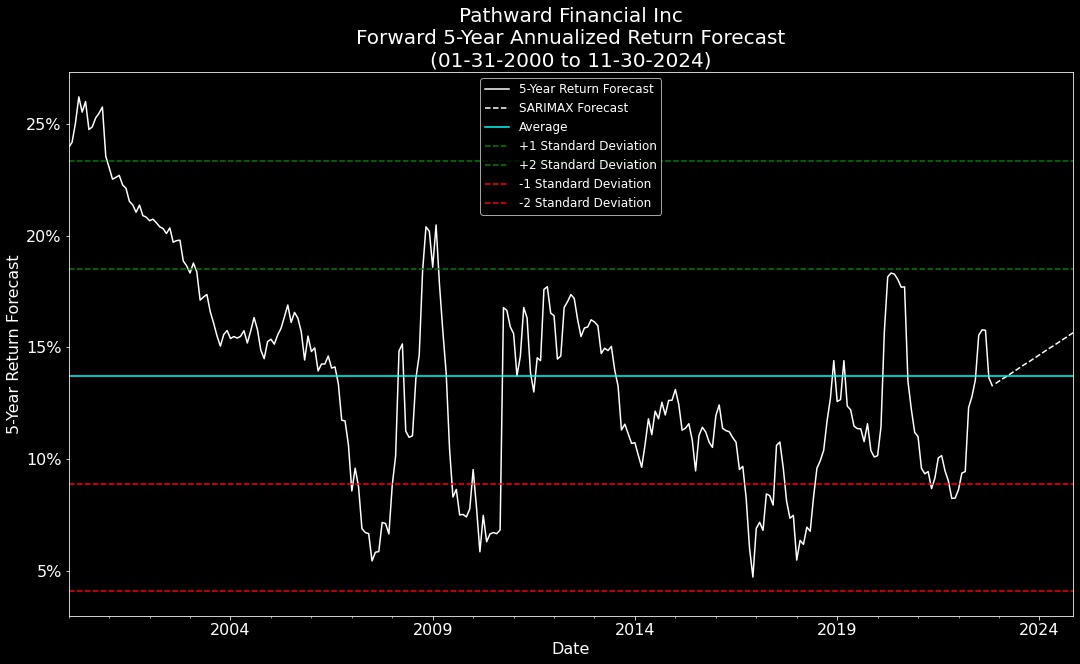 Pathward Financial Inc
Forward 5-Year Annualized Return Forecast
(01-31-2000 to 11-30-2024)
5-Year Return Forecast
SARIMAX Forecast
Average
+1 Standard Deviation
+2 Standard Deviation
-1 Standard Deviation
-2 Standard Deviation
5-Year Return Forecast
25%
20%
15%
10%
5%
2004
2009
2014
2019
2024
Date